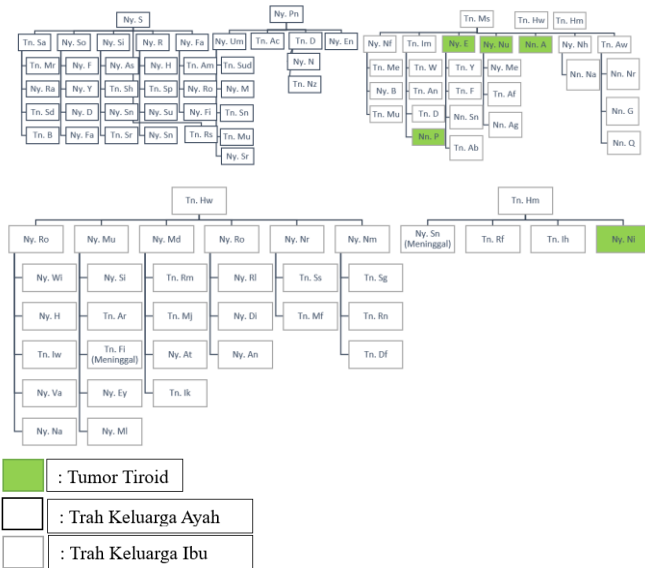 Ny. S
Ny. Pn
Tn. Sa Ny. So Ny. Si Ny. R Ny. Fa Ny. Um Tn. Ac Tn. D Ny. En
Tn. Mr Ny. F Ny. As Ny. H Tn. Am Tn. Sud Ny. N
Ny. Ra Ny. Y Tn. Sh Tn. Sp Ny. Ro Ny. M Tn. Nz
Tn. Sd Ny. D Ny. Sn Ny. Su Ny. Fi Tn. Sn
Tn. B Ny. Fa Tn. Sr Ny. Sn Tn. Rs Tn. Mu
Ny. Sr
Tn. Ms Tn. Hw Tn. Hm
Ny. Nf Tn. Im Ny. E Ny. Nu Nn. A Ny. Nh Tn. Aw
Tn. Me Tn. W Tn. Y Ny. Me Nn. Na Nn. Nr
Ny. B Tn. An Tn. F Tn. Af Nn. G
Tn. Mu Tn. D Nn. Sn Nn. Ag Nn. Q
Nn. P Tn. Ab
Tn. Hw
Ny. Ro Ny. Mu Ny. Md Ny. Ro Ny. Nr Ny. Nm
Ny. Wi Ny. Si Tn. Rm Ny. Rl Tn. Ss Tn. Sg
Ny. H Tn. Ar Tn. Mj Ny. Di Tn. Mf Tn. Rn
Tn. Iw Tn. Fi
(Meninggal) Ny. At Ny. An Tn. Df
Ny. Va Ny. Ey Tn. Ik
Ny. Na Ny. Ml
Tn. Hm
Ny. Sn
(Meninggal) Tn. Rf Tn. Ih Ny. Ni
: Tumor Tiroid
: Trah Keluarga Ayah
: Trah Keluarga Ibu